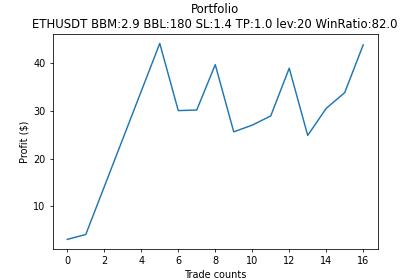 Portfolio
ETHUSDT BBM:2.9 BBL:180 SL:1.4 TP:1.0 lev:20 WinRatio:82.0
40
30
20
10
Profit ($)
0 2 4 6 8 10 12 14 16
Trade counts